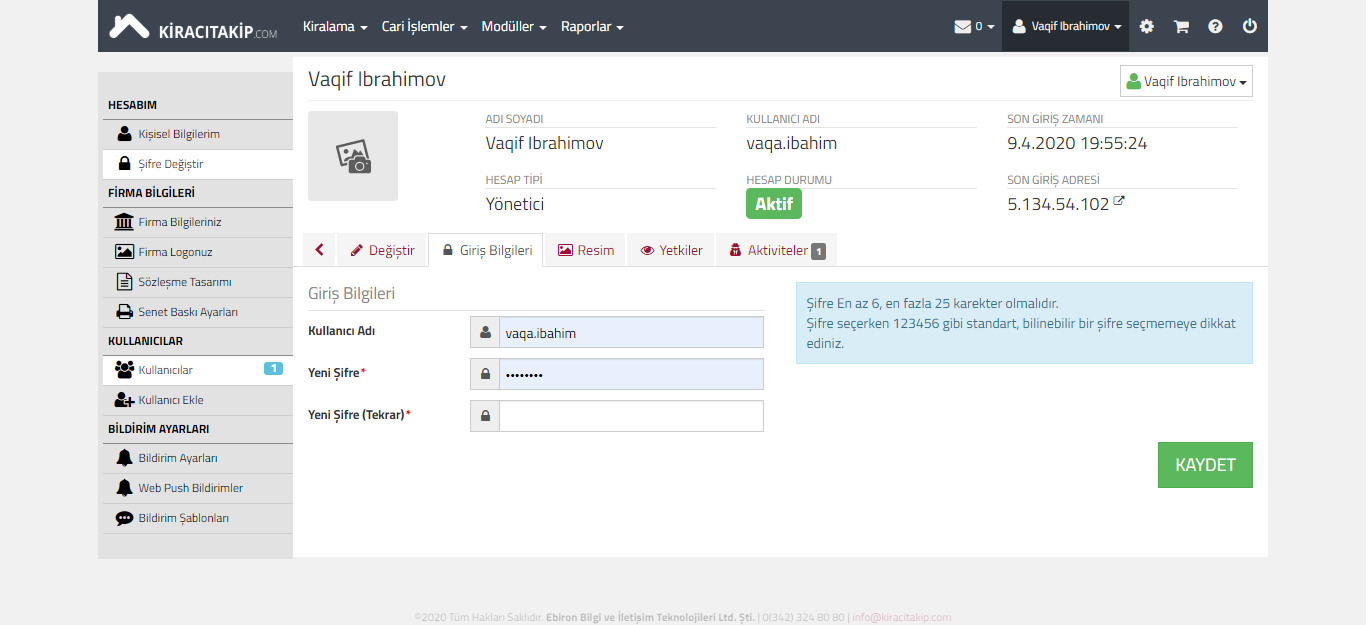 KİRACITAKİP.COM Kiralama Cari İşlemler Modüller Raporlar 0 Vaqif Ibrahimov
HESABIM
Kişisel Bilgilerim
Şifre Değiştir
FİRMA BİLGİLERİ
Firma Bilgileriniz
Firma Logonuz
Sözleşme Tasarımı
Senet Baskı Ayarları
KULLANICILAR
Kullanıcılar 1
Kullanıcı Ekle
BİLDİRİM AYARLARI
Bildirim Ayarları
Web Push Bildirimler
Bildirim Şablonları
Vaqif Ibrahimov Vaqif Ibrahimov
ADI SOYADI KULLANICI ADI SON GİRİŞ ZAMANI
Vaqif Ibrahimov vaqa.ibahim 9.4.2020 19:55:24
HESAP TİPİ HESAP DURUMU SON GİRİŞ ADRESİ
Yönetici Aktif 5.134.54.102
Değiştir Giriş Bilgileri Resim Yetkiler Aktiviteler 1
Giriş Bilgileri
Kullanıcı Adı vaqa.ibahim
Yeni Şifre* ••••••••
Yeni Şifre (Tekrar)*
Şifre En az 6, en fazla 25 karekter olmalıdır.
Şifre seçerken 123456 gibi standart, bilinebilir bir şifre seçmemeye dikkat
ediniz.
KAYDET
©2020 Tüm Hakları Saklıdır. Ebiron Bilgi ve İletişim Teknolojileri Ltd. Şti. | 0(342) 324 80 80 | info@kiracitakip.com